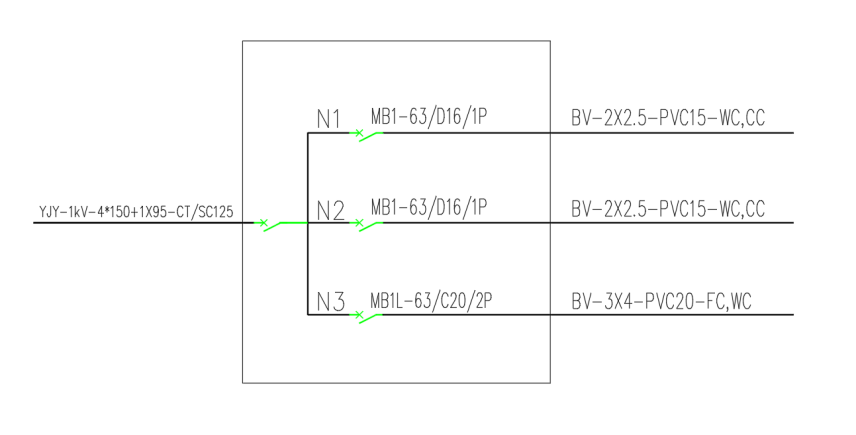 N1 MB1-63/D16/1P BV-2X2.5-PVC15-WC,CC
YJY-1kV-4*150+1X95-CT/SC125 N2 MB1-63/D16/1P BV-2X2.5-PVC15-WC,CC
N3 MB1L-63/C20/2P BV-3X4-PVC20-FC,WC